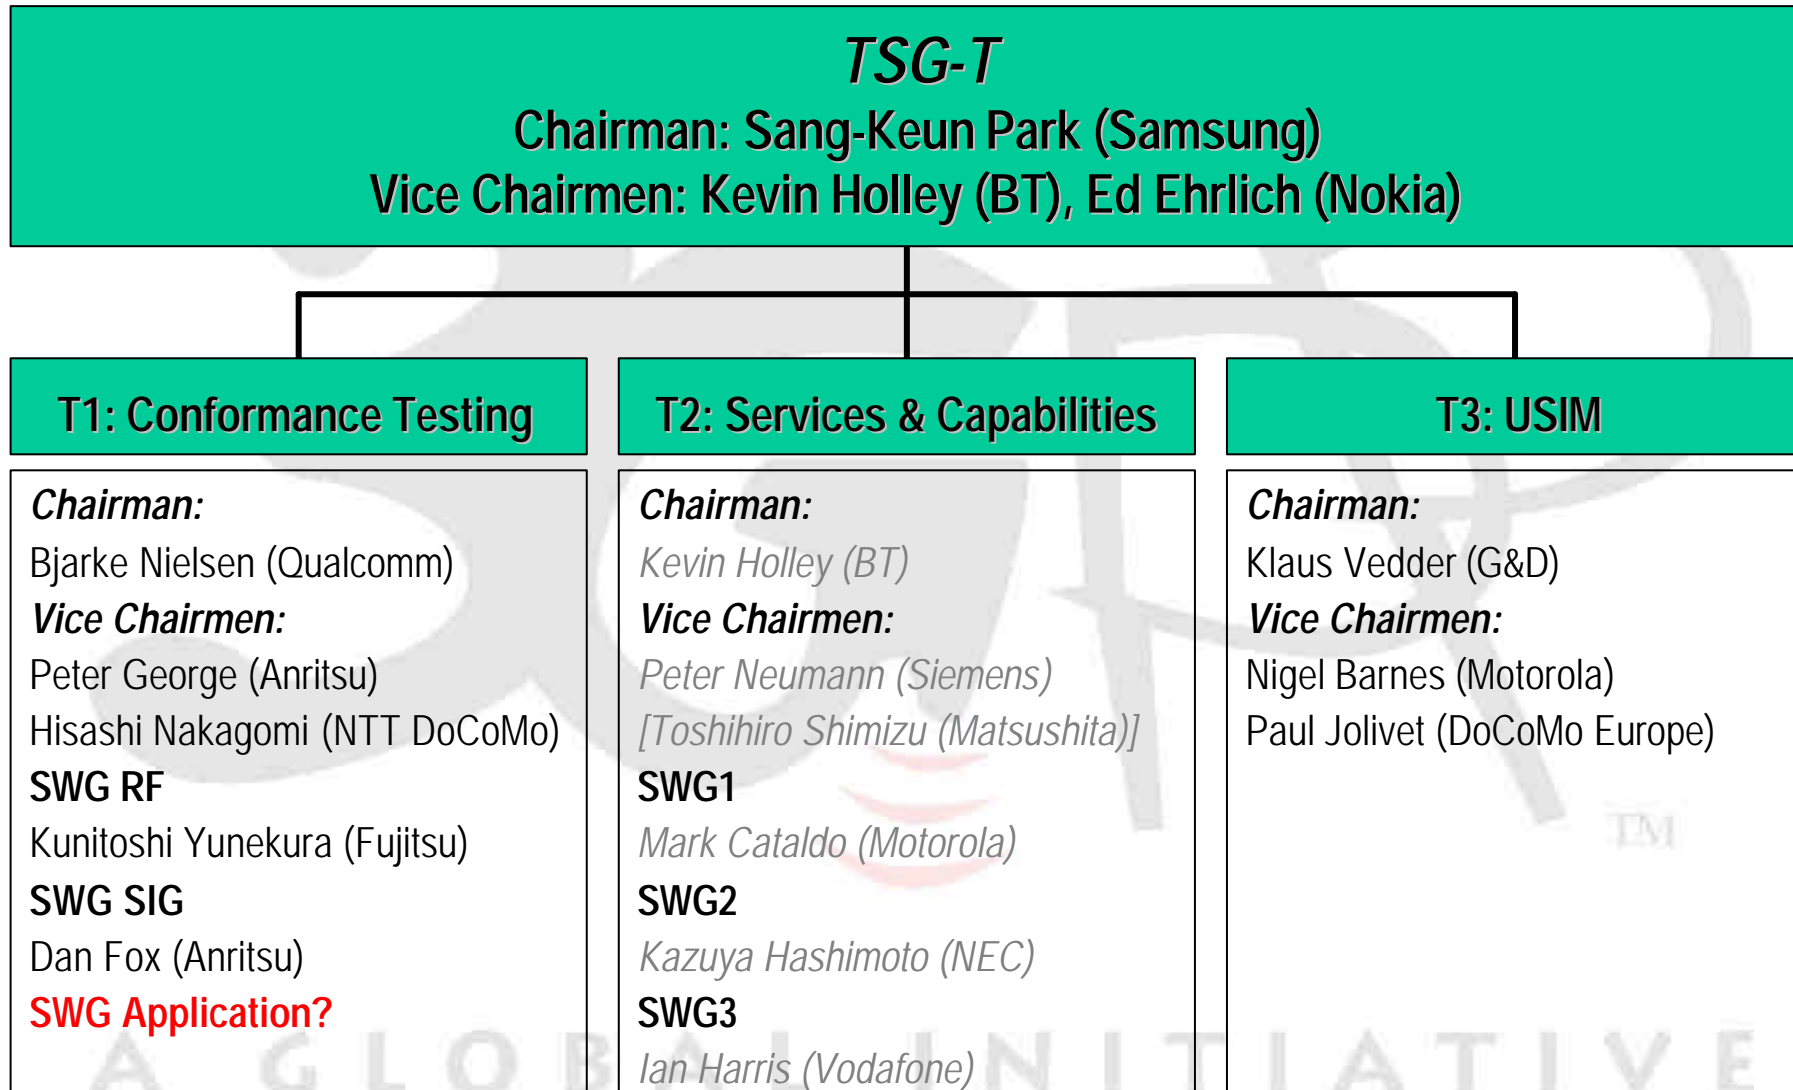 TSG-T
Chairman: Sang-Keun Park (Samsung)
Vice Chairmen: Kevin Holley (BT), Ed Ehrlich (Nokia)
T1: Conformance Testing
Chairman:
Bjarke Nielsen (Qualcomm)
Vice Chairmen:
Peter George (Anritsu)
Hisashi Nakagomi (NTT DoCoMo)
SWG RF
Kunitoshi Yunekura (Fujitsu)
SWG SIG
Dan Fox (Anritsu)
SWG Application?
T2: Services & Capabilities
Chairman:
Kevin Holley (BT)
Vice Chairmen:
Peter Neumann (Siemens)
[Toshihiro Shimizu (Matsushita)]
SWG1
Mark Cataldo (Motorola)
SWG2
Kazuya Hashimoto (NEC)
SWG3
Ian Harris (Vodafone)
T3: USIM
Chairman:
Klaus Vedder (G&D)
Vice Chairmen:
Nigel Barnes (Motorola)
Paul Jolivet (DoCoMo Europe)
3GPP
TM
A GLOBAL INITIATIVE